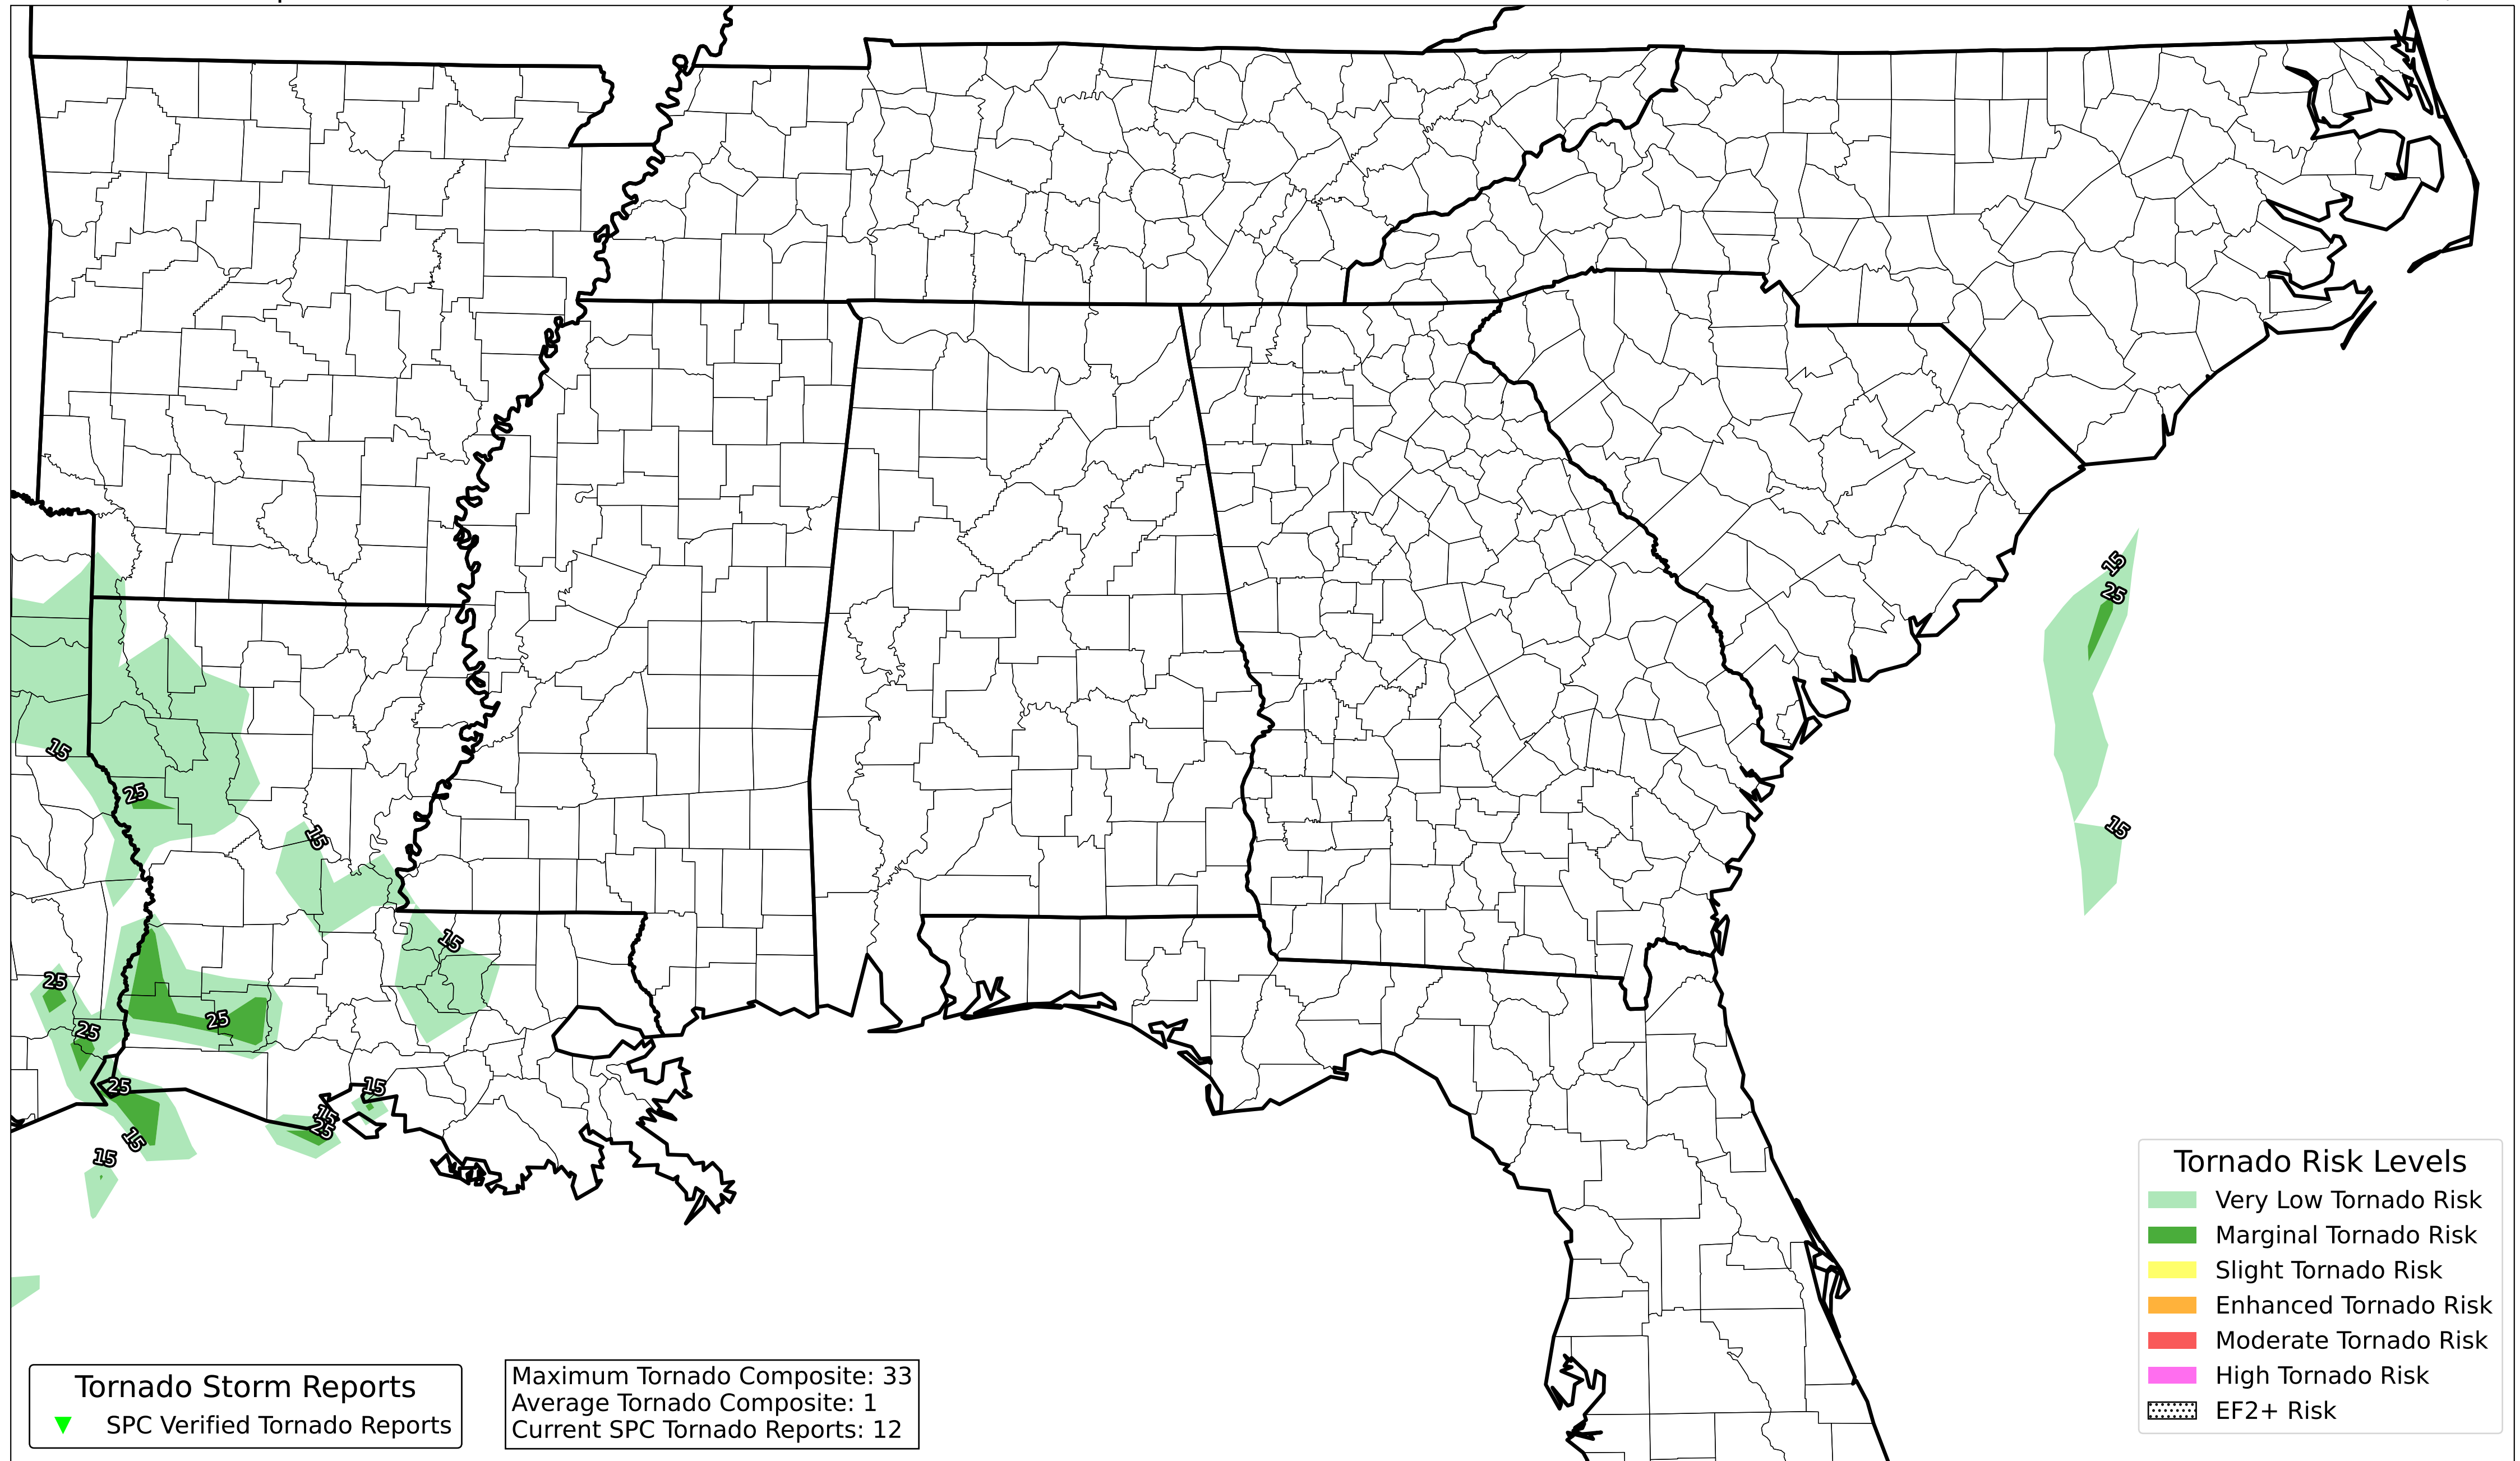 15
25
15
25
15
15
25
15
15
25
25
25
25
15
15
25
15
15
Tornado Risk Levels
Very Low Tornado Risk
Marginal Tornado Risk
Slight Tornado Risk
Enhanced Tornado Risk
Moderate Tornado Risk
High Tornado Risk
EF2+ Risk
Tornado Storm Reports
SPC Verified Tornado Reports
Maximum Tornado Composite: 33
Average Tornado Composite: 1
Current SPC Tornado Reports: 12